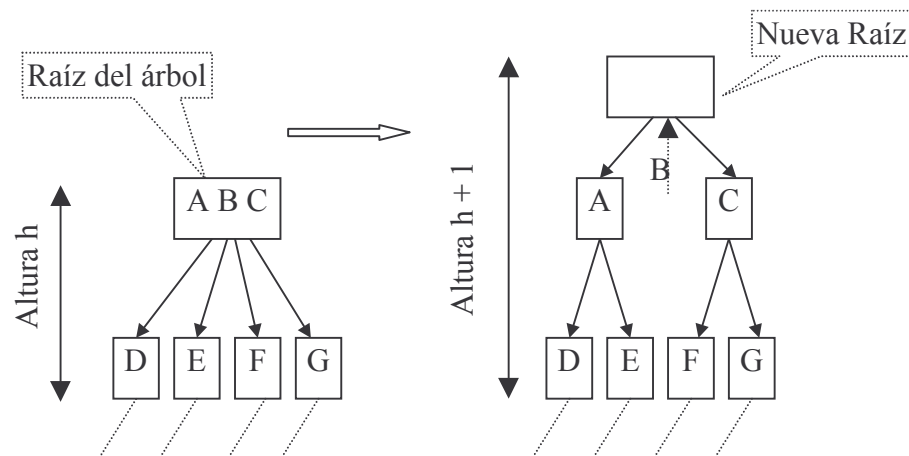 Raíz del árbol
A B C
Altura h
D E F G
Nueva Raíz
B
A C
Altura h + 1
D E F G